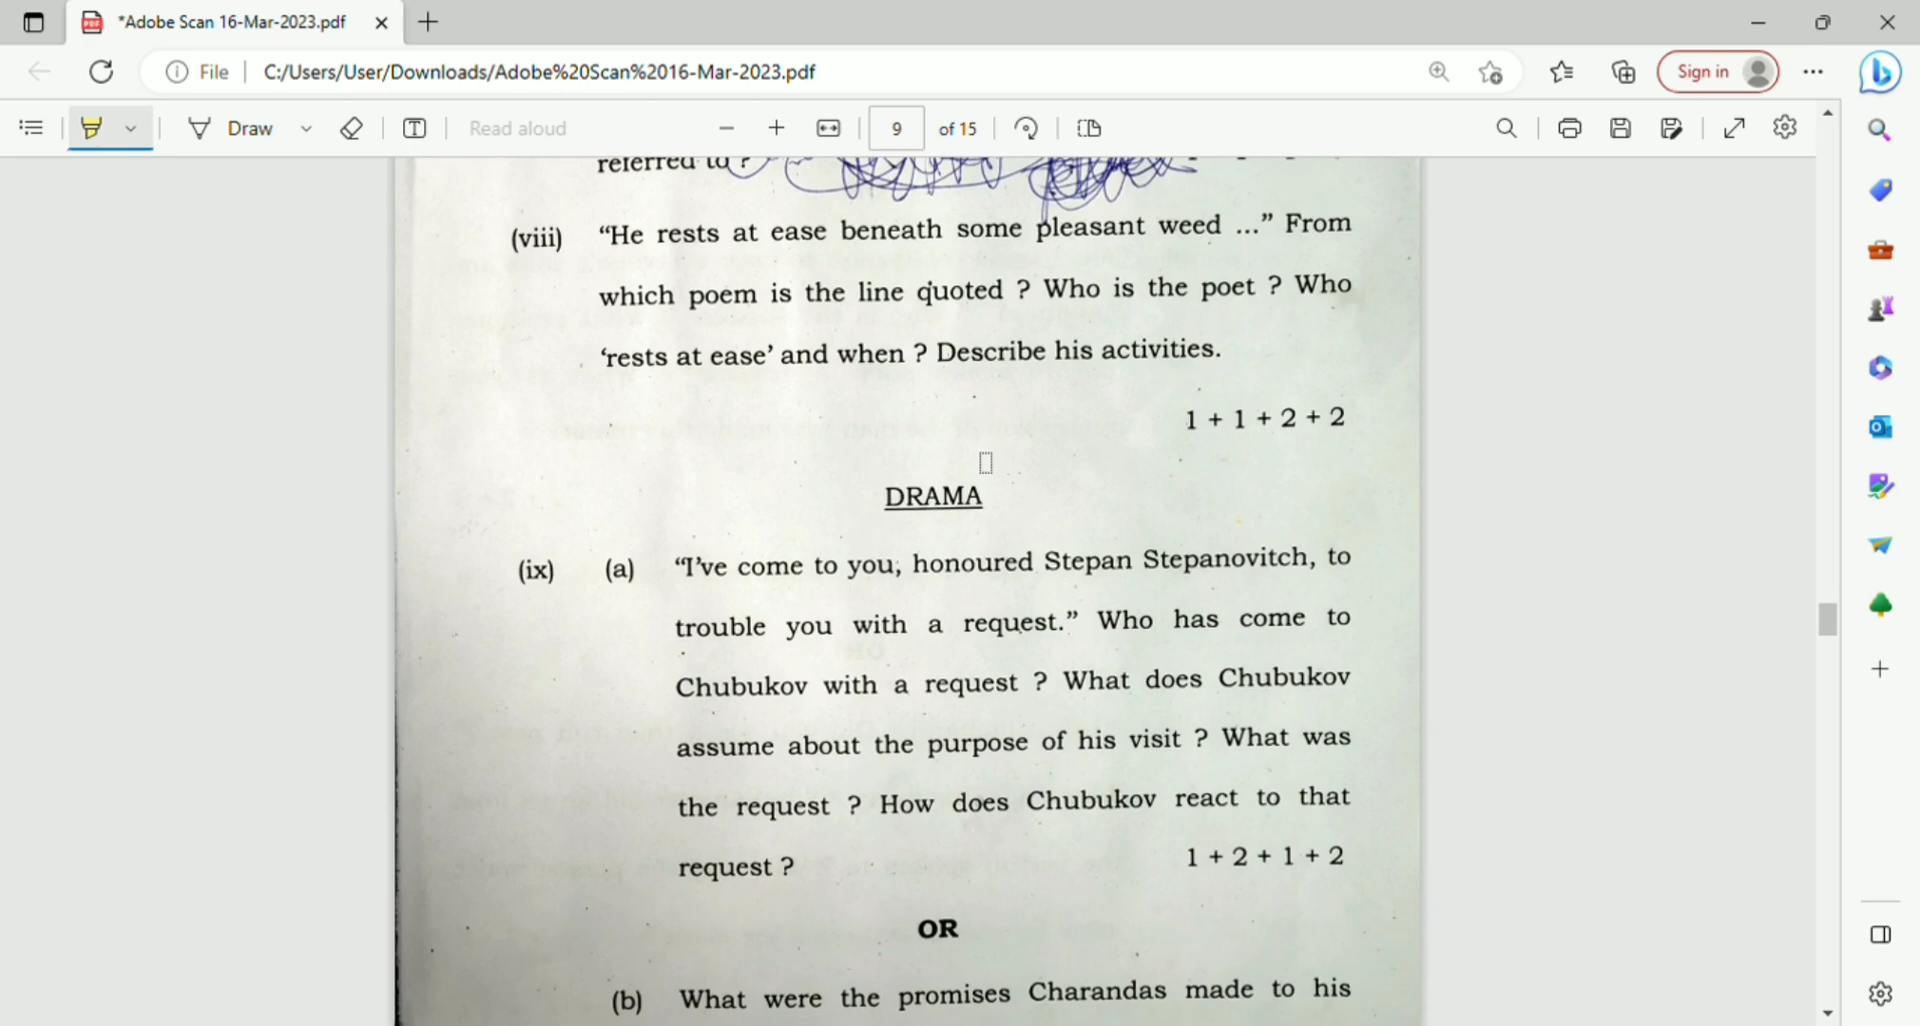 *Adobe Scan 16-Mar-2023.pdf
File
C:/Users/User/Downloads/Adobe%20Scan%2016-Mar-2023.pdf
Sign in
Draw
Read aloud
9 of 15
referred to ?
(viii) “He rests at ease beneath some pleasant weed ...” From
which poem is the line quoted ? Who is the poet ? Who
‘rests at ease’ and when ? Describe his activities.
1 + 1 + 2 + 2
DRAMA
(ix) (a) “I’ve come to you, honoured Stepan Stepanovitch, to
trouble you with a request.” Who has come to
Chubukov with a request ? What does Chubukov
assume about the purpose of his visit ? What was
the request ? How does Chubukov react to that
request ? 1 + 2 + 1 + 2
OR
(b) What were the promises Charandas made to his